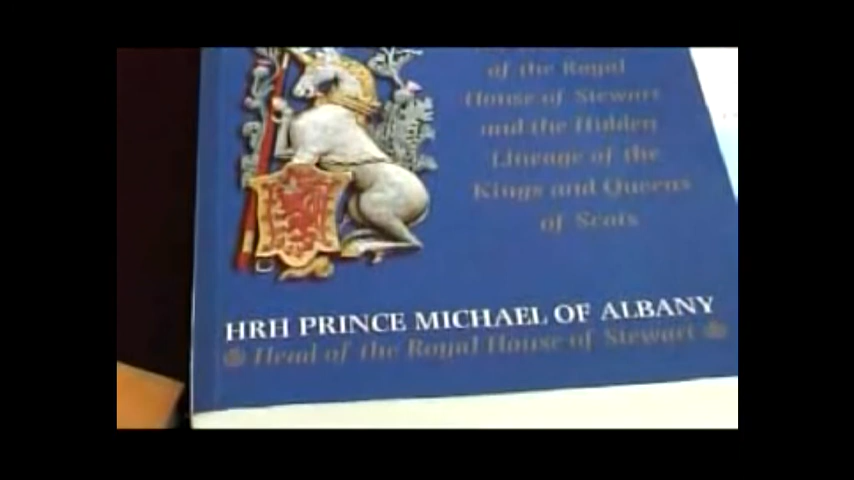 of the Royal
House of Stewart
and the Hidden
Lineage of the
Kings and Queens
of Scots
HRH PRINCE MICHAEL OF ALBANY
Head of the Royal House of Stewart